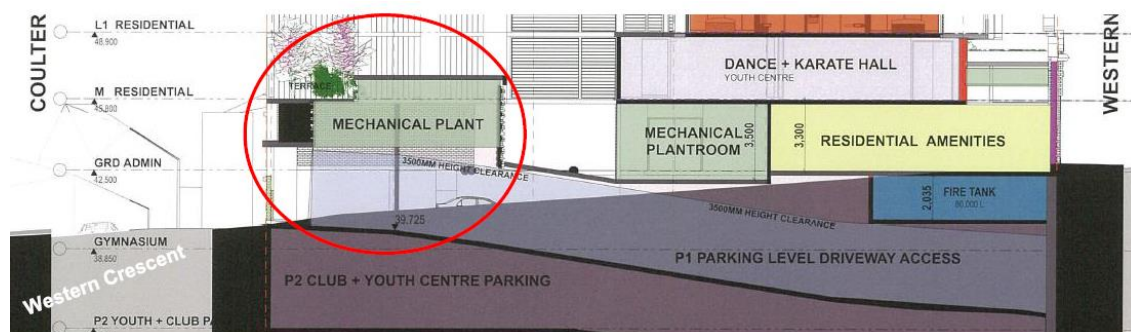 COULTER
L1 RESIDENTIAL
48.900
M RESIDENTIAL
45.800
GRD ADMIN
42.500
GYMNASIUM
38.850
Western Crescent
P2 YOUTH + CLUB PA
TERRACE
MECHANICAL PLANT
3500MM HEIGHT CLEARANCE
39.725
P2 CLUB + YOUTH CENTRE PARKING
DANCE + KARATE HALL
YOUTH CENTRE
MECHANICAL
PLANTROOM
3,500
3,300
RESIDENTIAL AMENITIES
2,035
FIRE TANK
3500MM HEIGHT CLEARANCE
P1 PARKING LEVEL DRIVEWAY ACCESS
WESTERN